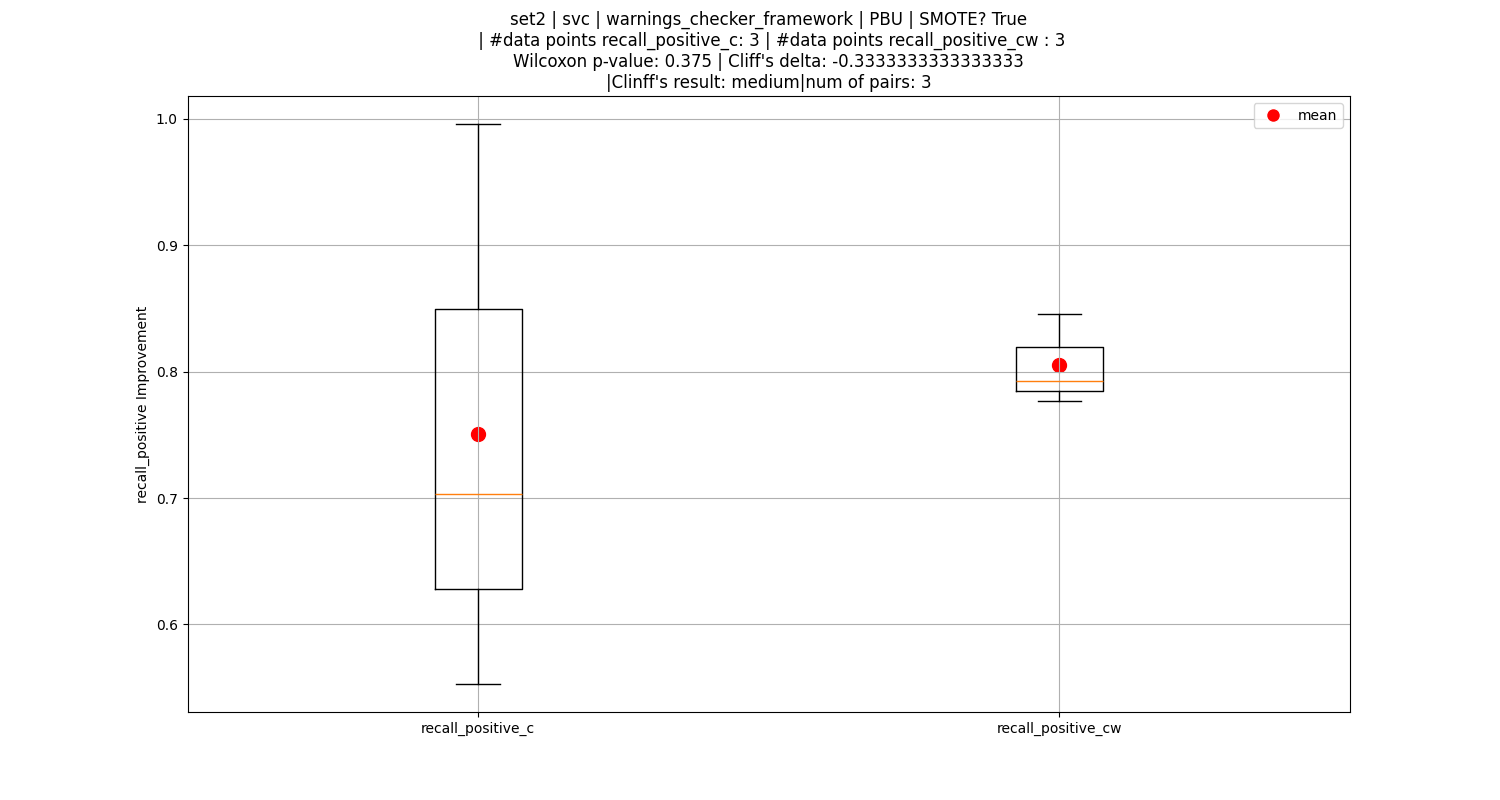 set2 | svc | warnings_checker_framework | PBU | SMOTE? True
| #data points recall_positive_c: 3 | #data points recall_positive_cw : 3
Wilcoxon p-value: 0.375 | Cliff's delta: -0.3333333333333333
|Clinff's result: medium|num of pairs: 3
mean
1.0
0.9
0.8
0.7
0.6
recall_positive Improvement
recall_positive_c
recall_positive_cw